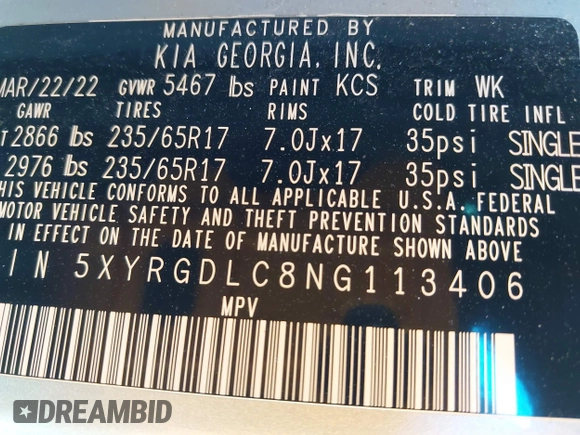 MANUFACTURED BY
KIA GEORGIA, INC.
MAR/22/22 GVWR 5467 lbs PAINT KCS TRIM WK
GAWR TIRES RIMS COLD TIRE INFL
T 2866 lbs 235/65R17 7.0Jx17 35psi SINGLE
2976 lbs 235/65R17 7.0Jx17 35psi SINGLE
THIS VEHICLE CONFORMS TO ALL APPLICABLE U.S.A. FEDERAL
MOTOR VEHICLE SAFETY AND THEFT PREVENTION STANDARDS
IN EFFECT ON THE DATE OF MANUFACTURE SHOWN ABOVE
IN 5XYRGDLC8NG113406
MPV
DREAMBID